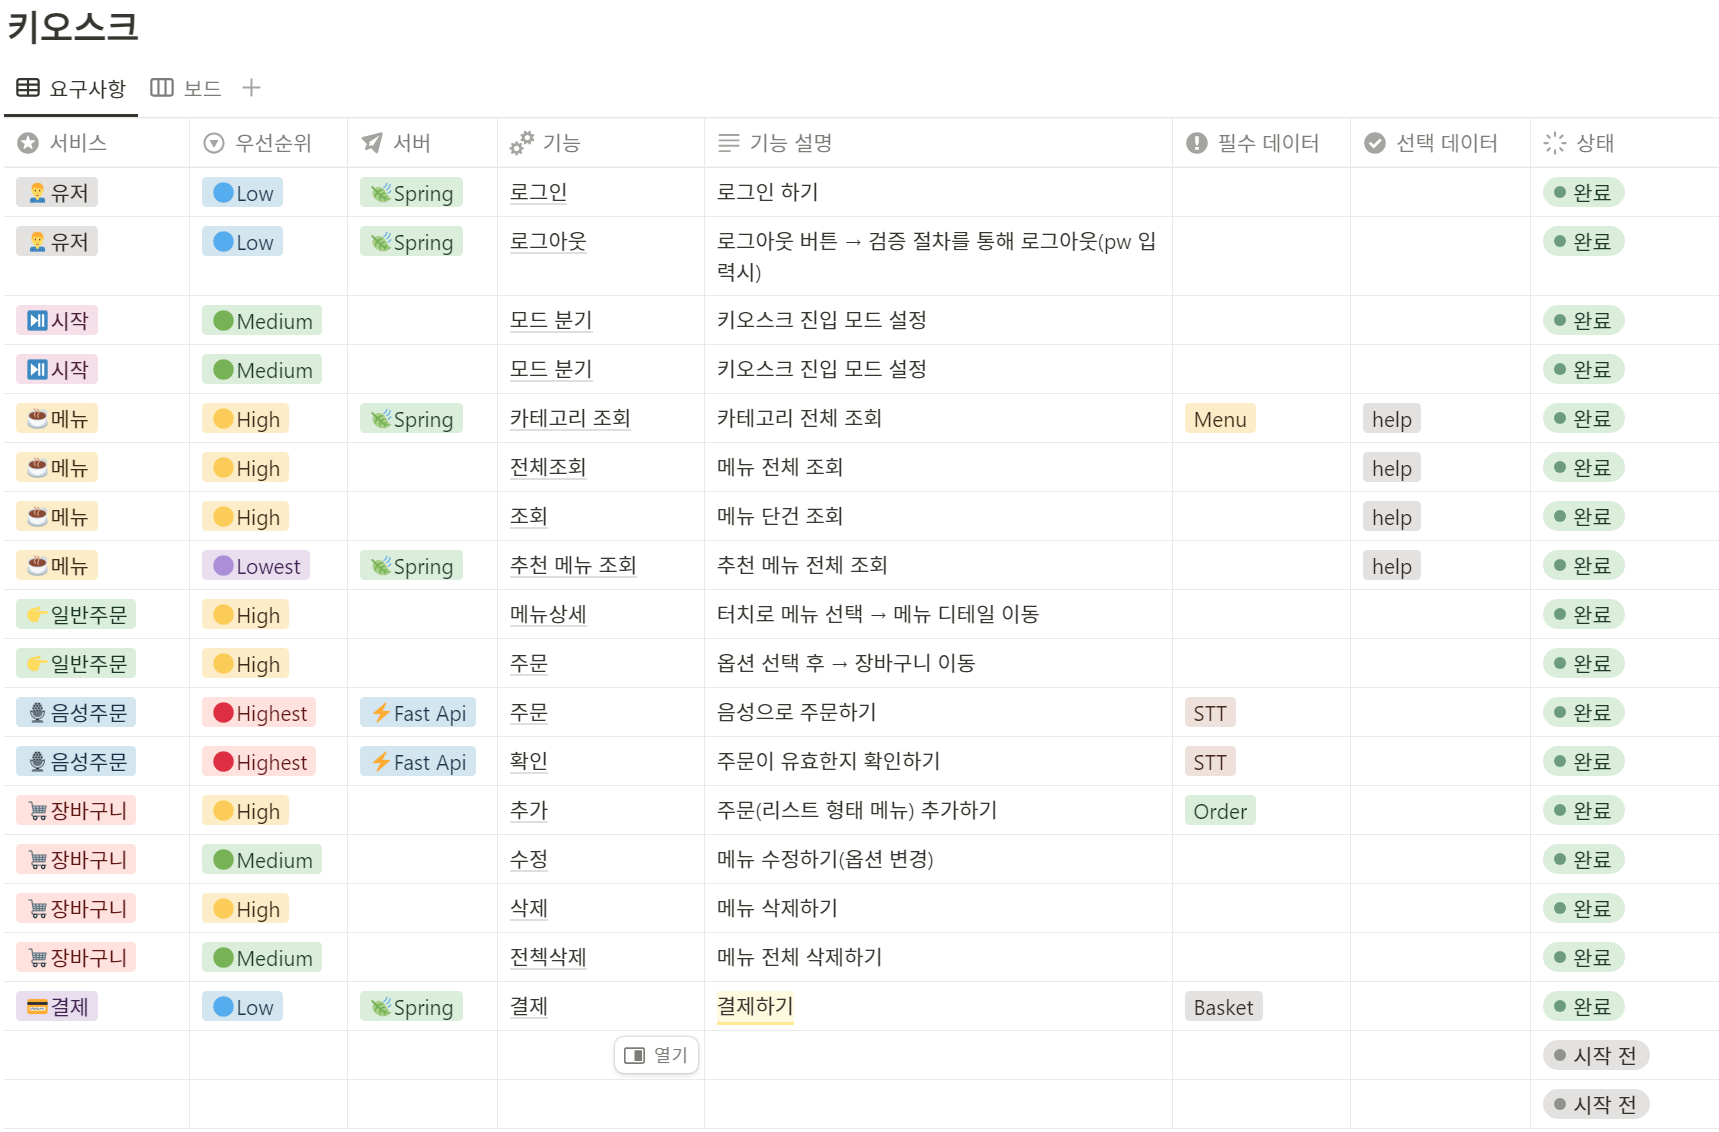 키오스크
요구사항 보드
서비스 우선순위 서버 기능 기능 설명 필수 데이터 선택 데이터 상태
유저 Low Spring 로그인 로그인 하기 완료
유저 Low Spring 로그아웃 로그아웃 버튼 → 검증 절차를 통해 로그아웃(pw 입 완료
력시)
시작 Medium 모드 분기 키오스크 진입 모드 설정 완료
시작 Medium 모드 분기 키오스크 진입 모드 설정 완료
메뉴 High Spring 카테고리 조회 카테고리 전체 조회 Menu help 완료
메뉴 High 전체조회 메뉴 전체 조회 help 완료
메뉴 High 조회 메뉴 단건 조회 help 완료
메뉴 Lowest Spring 추천 메뉴 조회 추천 메뉴 전체 조회 help 완료
일반주문 High 메뉴상세 터치로 메뉴 선택 → 메뉴 디테일 이동 완료
일반주문 High 주문 옵션 선택 후 → 장바구니 이동 완료
음성주문 Highest Fast Api 주문 음성으로 주문하기 STT 완료
음성주문 Highest Fast Api 확인 주문이 유효한지 확인하기 STT 완료
장바구니 High 추가 주문(리스트 형태 메뉴) 추가하기 Order 완료
장바구니 Medium 수정 메뉴 수정하기(옵션 변경) 완료
장바구니 High 삭제 메뉴 삭제하기 완료
장바구니 Medium 전첵삭제 메뉴 전체 삭제하기 완료
결제 Low Spring 결제 결제하기 Basket 완료
열기 시작 전
시작 전